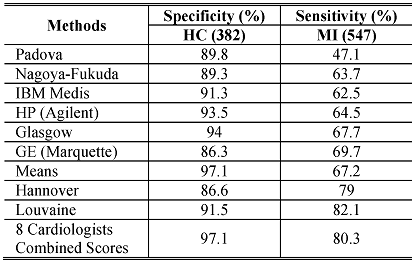 Methods Specificity (%) Sensitivity (%)
HC (382) MI (547)
Padova 89.8 47.1
Nagoya-Fukuda 89.3 63.7
IBM Medis 91.3 62.5
HP (Agilent) 93.5 64.5
Glasgow 94 67.7
GE (Marquette) 86.3 69.7
Means 97.1 67.2
Hannover 86.6 79
Louvaine 91.5 82.1
8 Cardiologists
Combined Scores 97.1 80.3